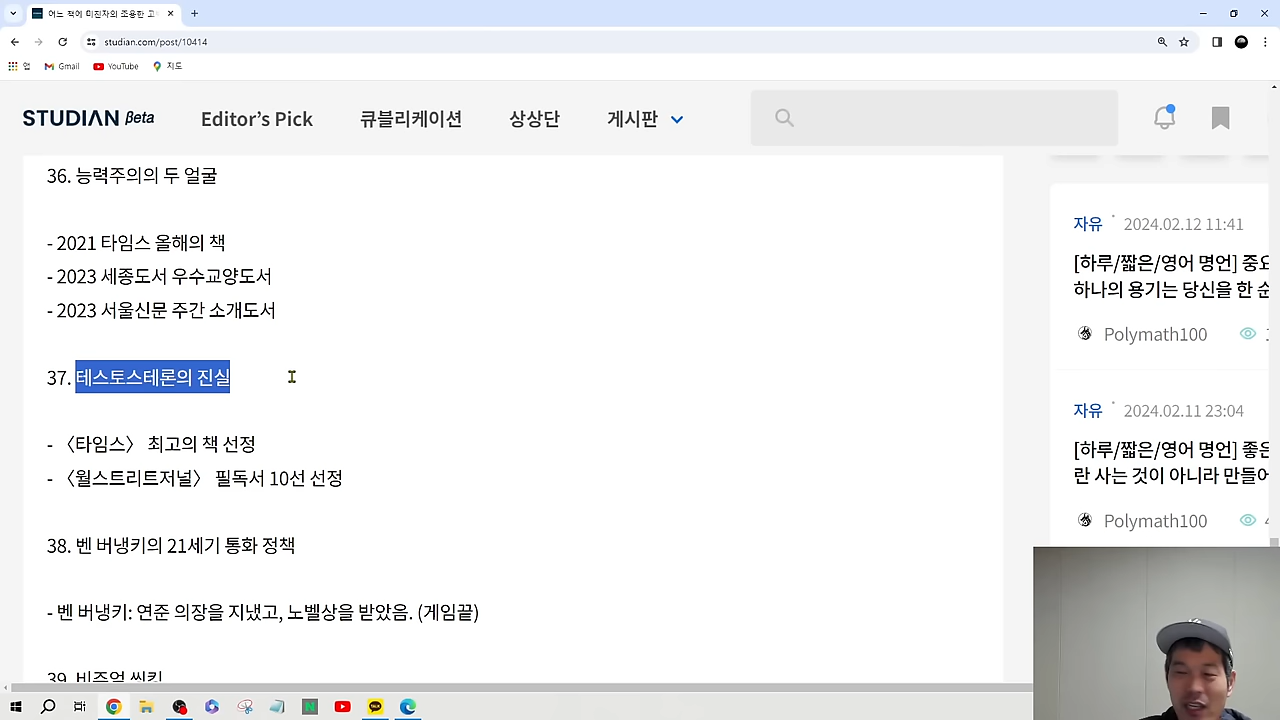 어느 책에 미친자의 조용한 고
studian.com/post/10414
앱
Gmail
YouTube
지도
STUDIAN βeta
Editor’s Pick
큐블리케이션
상상단
게시판
36. 능력주의의 두 얼굴
- 2021 타임스 올해의 책
- 2023 세종도서 우수교양도서
- 2023 서울신문 주간 소개도서
37. 테스토스테론의 진실
- 〈타임스〉 최고의 책 선정
- 〈월스트리트저널〉 필독서 10선 선정
38. 벤 버냉키의 21세기 통화 정책
- 벤 버냉키: 연준 의장을 지냈고, 노벨상을 받았음. (게임끝)
39. 비주얼 씽킹
자유 2024.02.12 11:41
[하루/짧은/영어 명언] 중요
하나의 용기는 당신을 한 순
Polymath100
자유 2024.02.11 23:04
[하루/짧은/영어 명언] 좋은
란 사는 것이 아니라 만들어
Polymath100